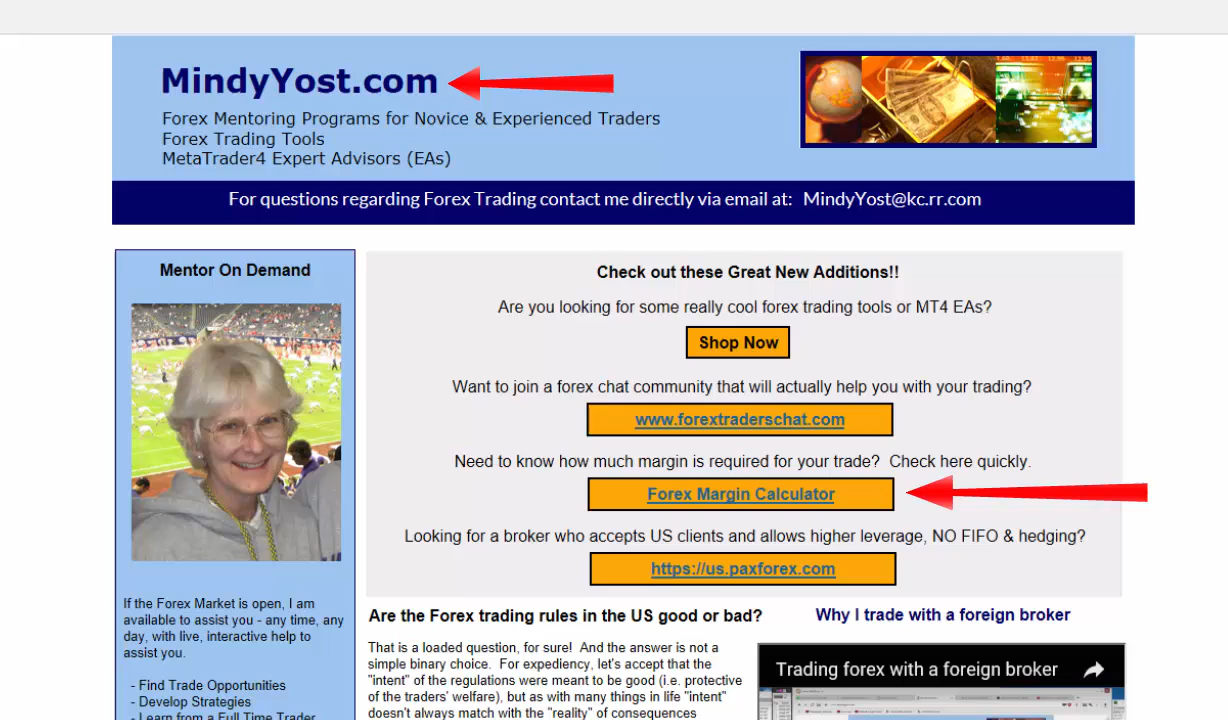 MindyYost.com
Forex Mentoring Programs for Novice & Experienced Traders
Forex Trading Tools
MetaTrader4 Expert Advisors (EAs)
For questions regarding Forex Trading contact me directly via email at: MindyYost@kc.rr.com
Mentor On Demand
If the Forex Market is open, I am
available to assist you - any time, any
day, with live, interactive help to
assist you.
- Find Trade Opportunities
- Develop Strategies
- Learn from a Full Time Trader
Check out these Great New Additions!!
Are you looking for some really cool forex trading tools or MT4 EAs?
Shop Now
Want to join a forex chat community that will actually help you with your trading?
www.forextraderschat.com
Need to know how much margin is required for your trade? Check here quickly.
Forex Margin Calculator
Looking for a broker who accepts US clients and allows higher leverage, NO FIFO & hedging?
https://us.paxforex.com
Are the Forex trading rules in the US good or bad?
That is a loaded question, for sure! And the answer is not a
simple binary choice. For expediency, let's accept that the
"intent" of the regulations were meant to be good (i.e. protective
of the traders' welfare), but as with many things in life "intent"
doesn't always match with the "reality" of consequences
Why I trade with a foreign broker
Trading forex with a foreign broker